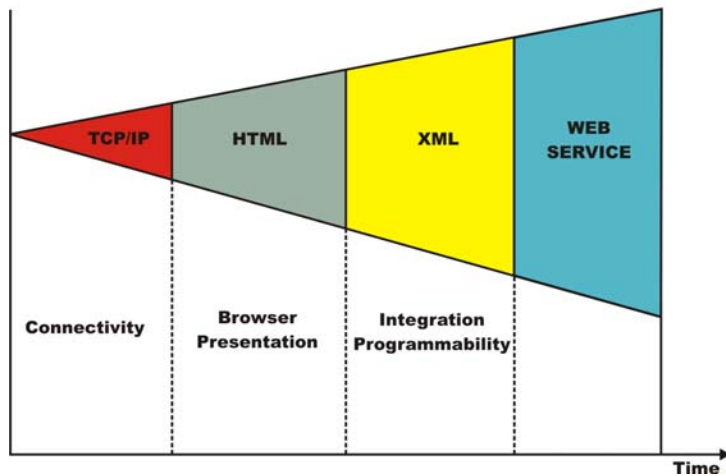 TCP/IP
HTML
XML
WEB
SERVICE
Connectivity
Browser
Presentation
Integration
Programmability
Time